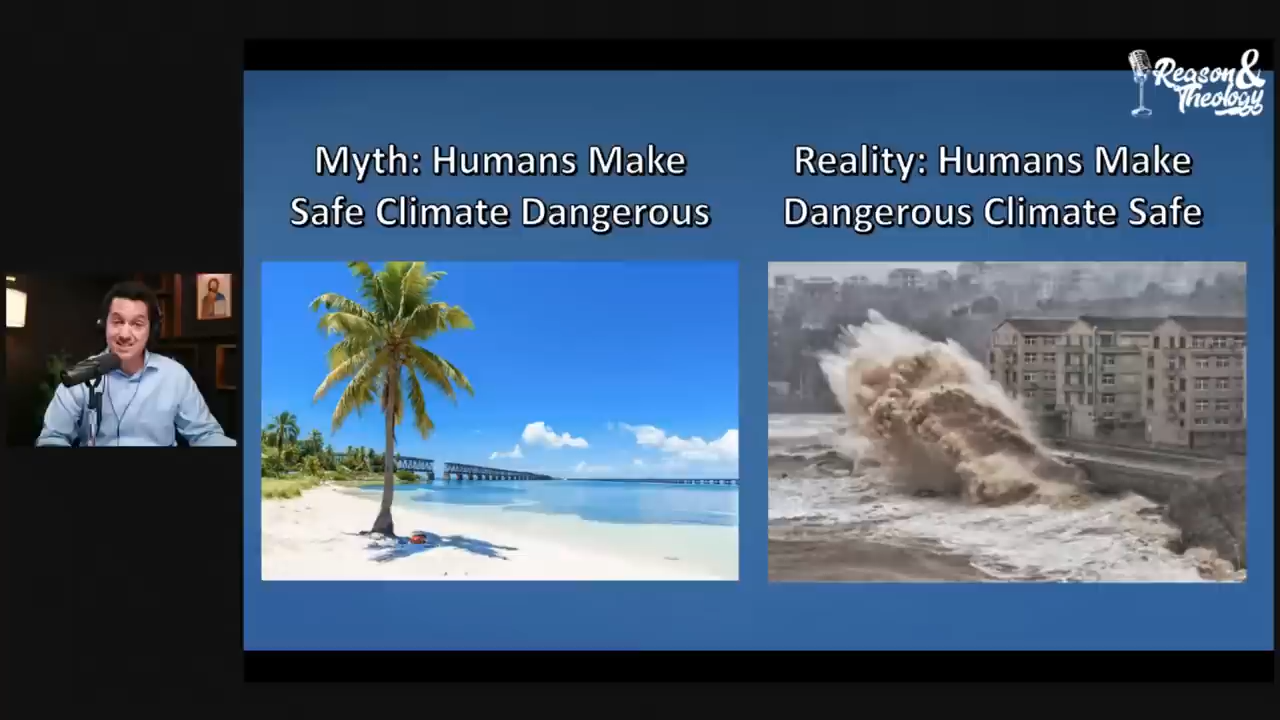 Reason &
Theology
Myth: Humans Make
Safe Climate Dangerous
Reality: Humans Make
Dangerous Climate Safe